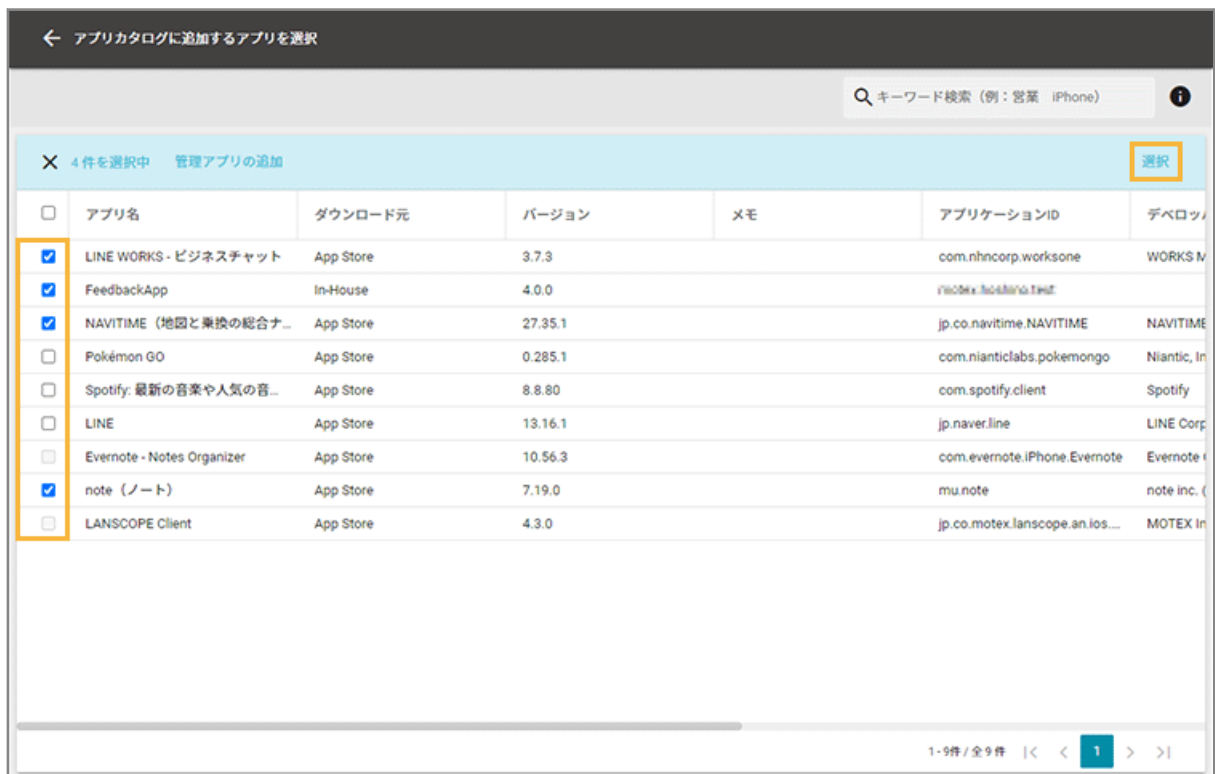 アプリカタログに追加するアプリを選択
キーワード検索（例：営業　iPhone）
4 件を選択中 管理アプリの追加 選択
アプリ名 ダウンロード元 バージョン メモ アプリケーションID
LINE WORKS - ビジネスチャット App Store 3.7.3 com.nhncorp.worksone WORKS
FeedbackApp In-House 4.0.0
NAVITIME（地図と乗換の総合ナ... App Store 27.35.1 jp.co.navitime.NAVITIME NAVITIME
Pokémon GO App Store 0.285.1 com.nianticlabs.pokemongo Niantic,
Spotify: 最新の音楽や人気の音... App Store 8.8.80 com.spotify.client Spotify
LINE App Store 13.16.1 jp.naver.line LINE Corp
Evernote - Notes Organizer App Store 10.56.3 com.evernote.iPhone.Evernote Evernote
note（ノート） App Store 7.19.0 mu.note note inc. (
LANSCOPE Client App Store 4.3.0 jp.co.motex.lanscope.an.ios.... MOTEX
1 - 9件 / 全 9 件 1